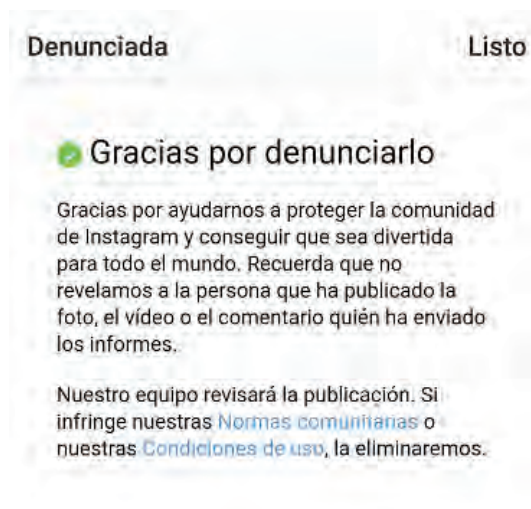 Denunciada Listo
Gracias por denunciarlo
Gracias por ayudarnos a proteger la comunidad
de Instagram y conseguir que sea divertida
para todo el mundo. Recuerda que no
revelamos a la persona que ha publicado la
foto, el vídeo o el comentario quién ha enviado
los informes.
Nuestro equipo revisará la publicación. Si
infringe nuestras Normas comunitarias o
nuestras Condiciones de uso, la eliminaremos.